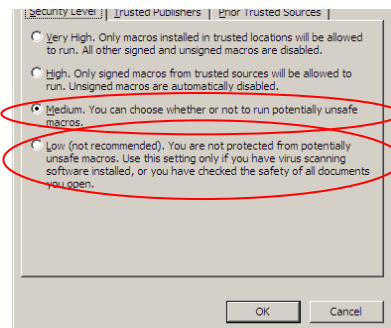 Security Level Trusted Publishers Prior Trusted Sources
Very High. Only macros installed in trusted locations will be allowed
to run. All other signed and unsigned macros are disabled.
High. Only signed macros from trusted sources will be allowed to
run. Unsigned macros are automatically disabled.
Medium. You can choose whether or not to run potentially unsafe
macros.
Low (not recommended). You are not protected from potentially
unsafe macros. Use this setting only if you have virus scanning
software installed, or you have checked the safety of all documents
you open.
OK Cancel